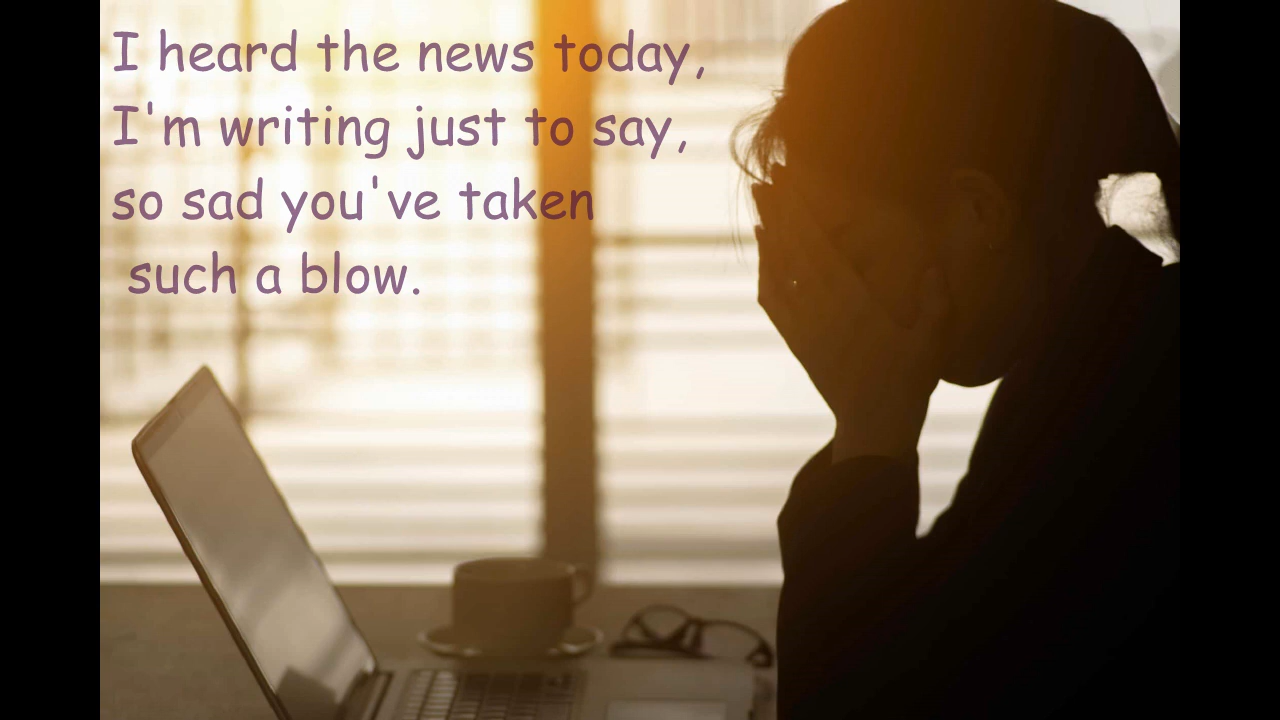 I heard the news today,
I'm writing just to say,
so sad you've taken
such a blow.